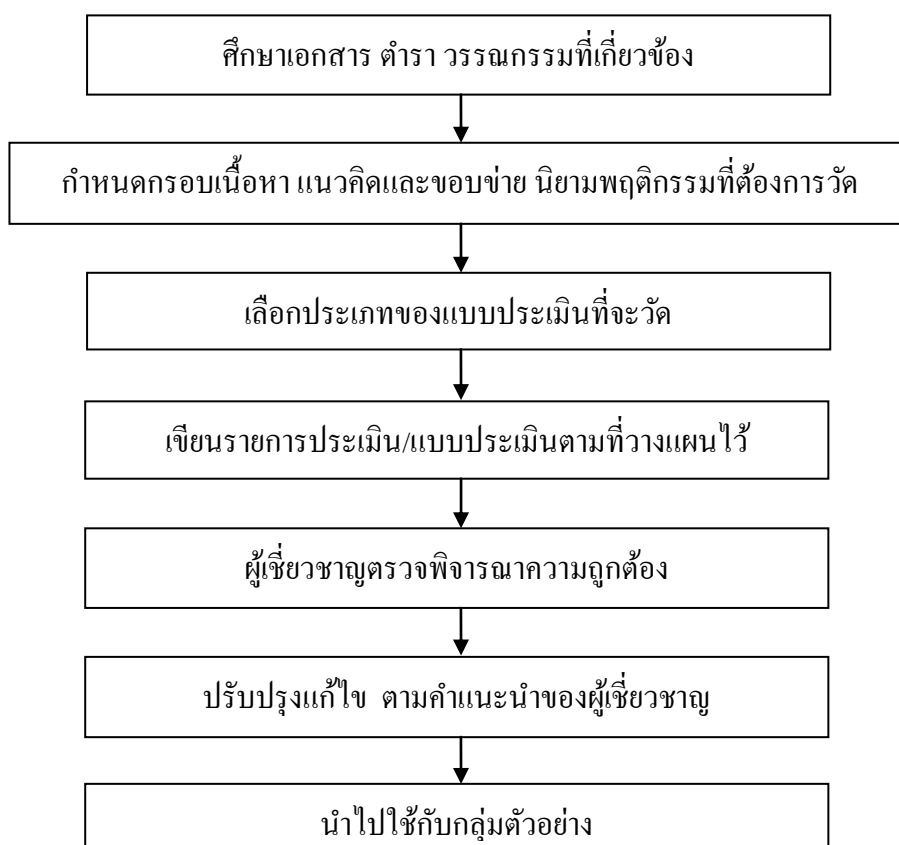 ศึกษาเอกสาร ตำรา วรรณกรรมที่เกี่ยวข้อง
กำหนดกรอบเนื้อหา แนวคิดและขอบข่าย นิยามพฤติกรรมที่ต้องการวัด
เลือกประเภทของแบบประเมินที่จะวัด
เขียนรายการประเมิน/แบบประเมินตามที่วางแผนไว้
ผู้เชี่ยวชาญตรวจพิจารณาความถูกต้อง
ปรับปรุงแก้ไข ตามคำแนะนำของผู้เชี่ยวชาญ
นำไปใช้กับกลุ่มตัวอย่าง